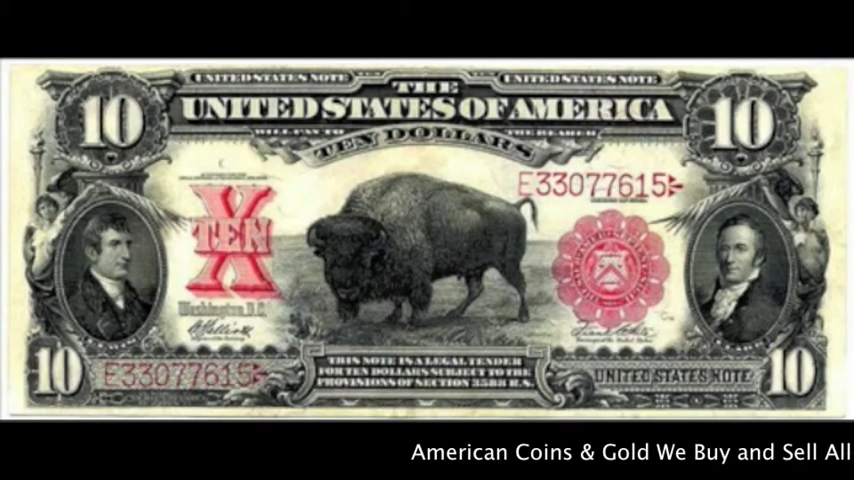 UNITED STATES NOTE UNITED STATES NOTE
THE
UNITED STATES OF AMERICA
WILL PAY TO THE BEARER
TEN DOLLARS
10 10
E33077615
X
TEN
Washington, D.C.
THIS NOTE IS A LEGAL TENDER
FOR TEN DOLLARS SUBJECT TO THE
PROVISIONS OF SECTION 3588 R.S.
10 E33077615 UNITED STATES NOTE 10
American Coins & Gold We Buy and Sell All